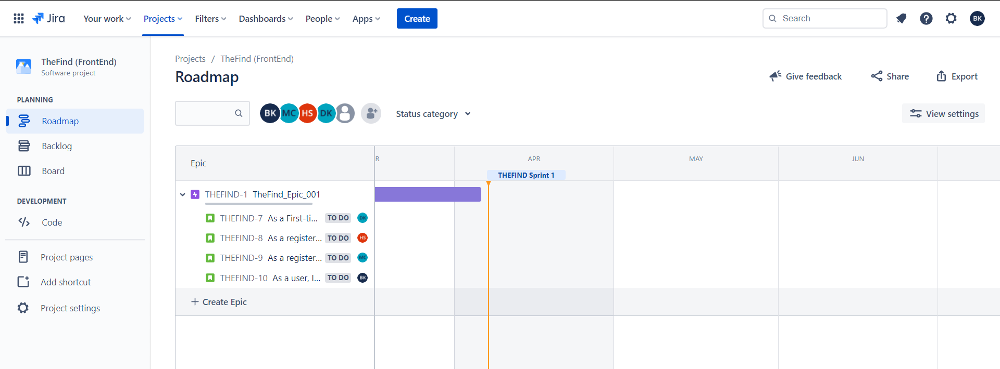 Jira Your work Projects Filters Dashboards People Apps Create Search BK
TheFind (FrontEnd)
Software project
PLANNING
Roadmap
Backlog
Board
DEVELOPMENT
Code
Project pages
Add shortcut
Project settings
Projects / TheFind (FrontEnd)
Roadmap
Give feedback Share Export
BK MC HS DK Status category View settings
Epic
R APR MAY JUN
THEFIND Sprint 1
THEFIND-1 TheFind_Epic_001
THEFIND-7 As a First-ti... TO DO DK
THEFIND-8 As a register... TO DO HS
THEFIND-9 As a register... TO DO MC
THEFIND-10 As a user, I... TO DO BK
+ Create Epic